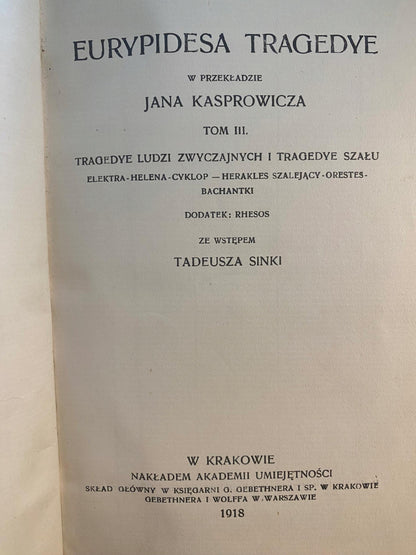 EURYPIDESA TRAGEDYE
W PRZEKŁADZIE
JANA KASPROWICZA
TOM III.
TRAGEDYE LUDZI ZWYCZAJNYCH I TRAGEDYE SZAŁU
ELEKTRA-HELENA-CYKLOP — HERAKLES SZALEJĄCY-ORESTES-
BACHANTKI
DODATEK: RHESOS
ZE WSTĘPEM
TADEUSZA SINKI
W KRAKOWIE
NAKŁADEM AKADEMII UMIEJĘTNOŚCI
SKŁAD GŁÓWNY W KSIĘGARNI G. GEBETHNERA I SP. W KRAKOWIE
GEBETHNERA I WOLFFA W WARSZAWIE
1918